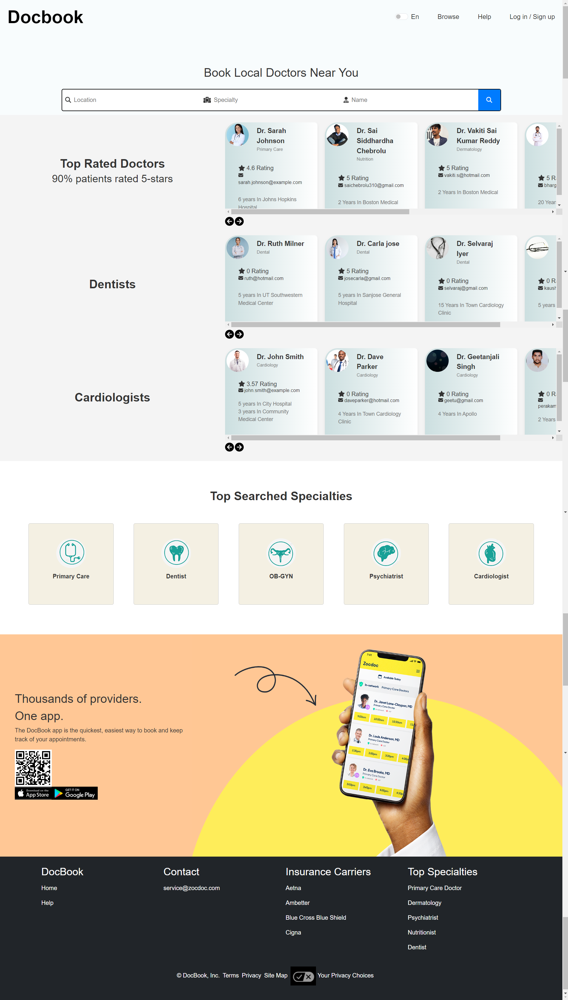 Docbook
En
Browse
Help
Log in / Sign up
Book Local Doctors Near You
Location
Specialty
Name
Top Rated Doctors
90% patients rated 5-stars
Dr. Sarah
Johnson
Primary Care
4.6 Rating
sarah.johnson@example.com
6 years In Johns Hopkins
Hospital
Dr. Sai
Siddhardha
Chebrolu
Nutrition
5 Rating
saichebrolu310@gmail.com
2 Years In Boston Medical
Dr. Vakiti Sai
Kumar Reddy
Dermatology
5 Rating
vakiti.s@hotmail.com
2 Years In Boston Medical
5 R
bharg
20 Year
Dentists
Dr. Ruth Milner
Dental
0 Rating
ruth@hotmail.com
5 years In UT Southwestern
Medical Center
Dr. Carla jose
Dental
5 Rating
josecarla@gmail.com
5 years In Sanjose General
Hospital
Dr. Selvaraj
Iyer
Dental
0 Rating
selvaraj@gmail.com
15 Years In Town Cardiology
Clinic
0 R
kaush
5 years
Cardiologists
Dr. John Smith
Cardiology
3.57 Rating
john.smith@example.com
5 years In City Hospital
3 years In Community
Medical Center
Dr. Dave
Parker
Cardiology
0 Rating
daveparker@hotmail.com
4 Years In Town Cardiology
Clinic
Dr. Geetanjali
Singh
Cardiology
0 Rating
geetu@gmail.com
4 Years In Apollo
0 R
perakam
2 Years
Top Searched Specialties
Primary Care
Dentist
OB-GYN
Psychiatrist
Cardiologist
Thousands of providers.
One app.
The DocBook app is the quickest, easiest way to book and keep
track of your appointments.
Download on the
App Store
GET IT ON
Google Play
7:41
Zocdoc
Available Today
In-network Primary Care Doctors
Dr. Janet Lane-Claypon, MD
Primary Care Doctor
In-network 4.9
9:00am 10:00am 10:30am 11:
Dr. Louis Anderson, MD
Primary Care Doctor
In-network 4.9
2:30pm 3:00pm 3:30pm 4:00p
Dr. Eva Brooks, MD
Primary Care Doctor
In-network 4.9
3:00pm 3:45pm 4:00pm 4:30p
DocBook
Home
Help
Contact
service@zocdoc.com
Insurance Carriers
Aetna
Ambetter
Blue Cross Blue Shield
Cigna
Top Specialties
Primary Care Doctor
Dermatology
Psychiatrist
Nutritionist
Dentist
© DocBook, Inc. Terms Privacy Site Map Your Privacy Choices